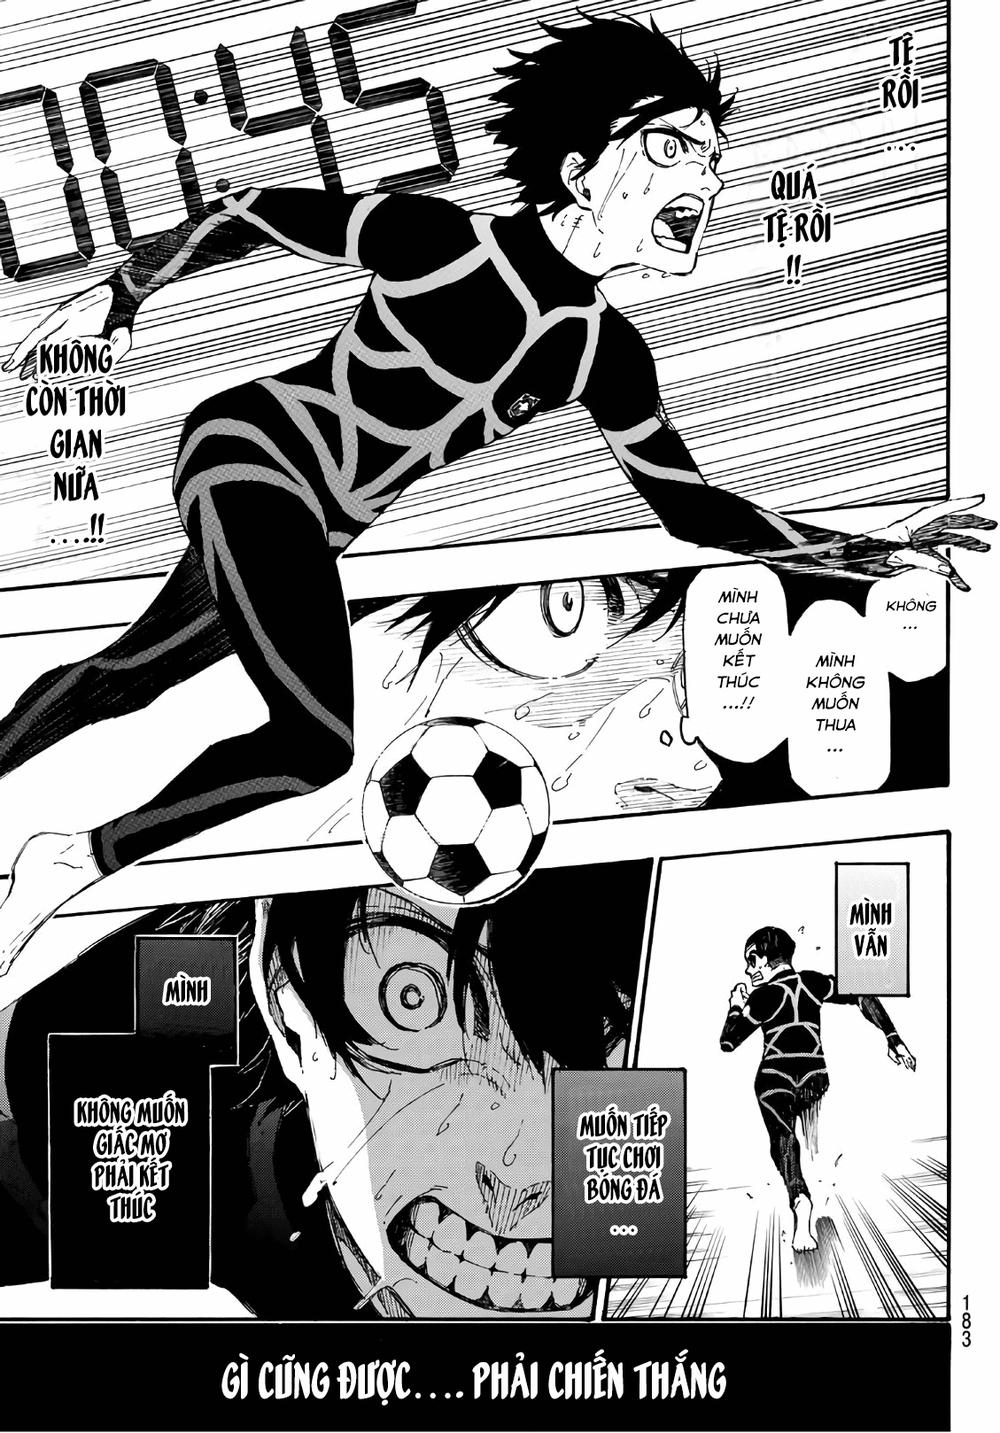 TỆ
RỒI
....
QUÁ
TỆ RỒI
!!
00:45
KHÔNG
CÒN THỜI
GIAN
NỮA
....!!
KHÔNG
...
MÌNH
KHÔNG
MUỐN
THUA
...
MÌNH
CHƯA
MUỐN
KẾT
THÚC
...!!
MÌNH
VẪN
MUỐN TIẾP
TỤC CHƠI
BÓNG ĐÁ
...
MÌNH
KHÔNG MUỐN
GIẤC MƠ
PHẢI KẾT
THÚC
GÌ CŨNG ĐƯỢC.... PHẢI CHIẾN THẮNG
183